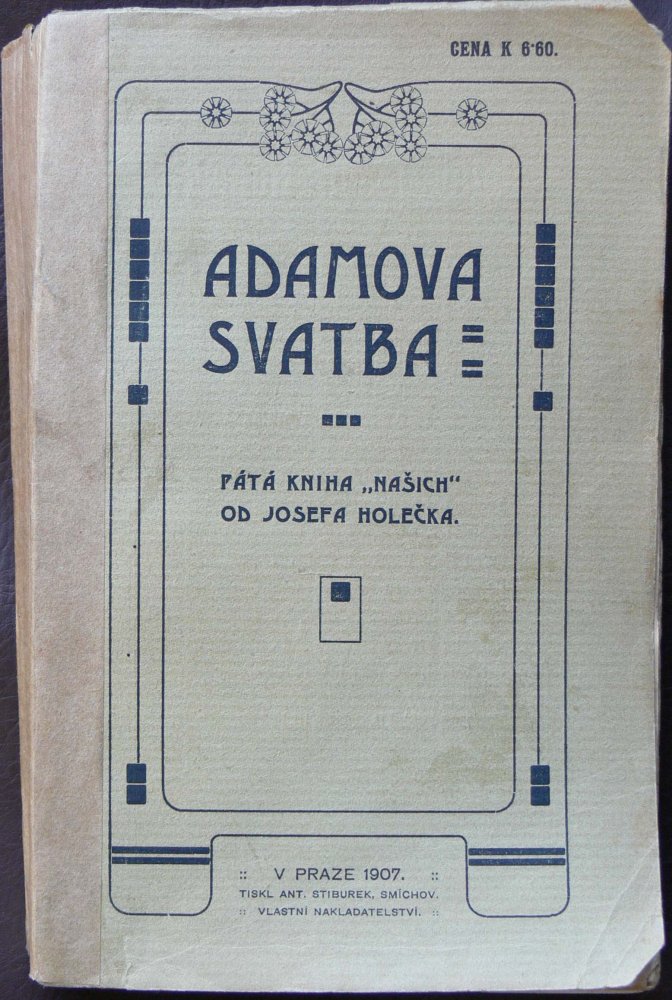 CENA K 6·60.
ADAMOVA
SVATBA
PÁTÁ KNIHA „NAŠICH“
OD JOSEFA HOLEČKA.
:: V PRAZE 1907. ::
TISKL ANT. STIBUREK, SMÍCHOV.
:: VLASTNÍ NAKLADATELSTVÍ. ::